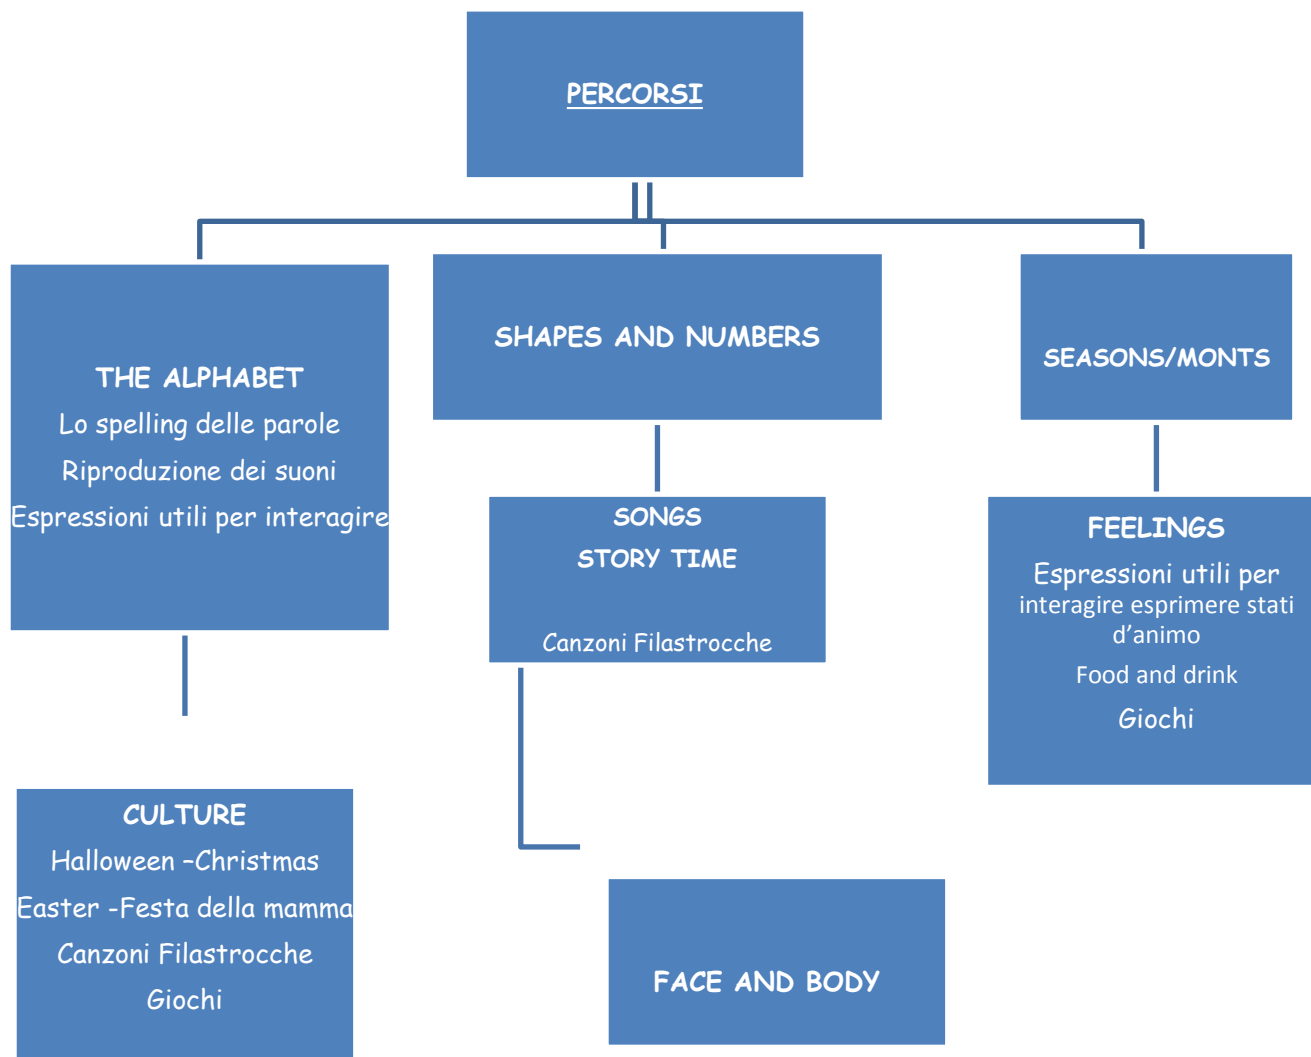 PERCORSI
THE ALPHABET
Lo spelling delle parole
Riproduzione dei suoni
Espressioni utili per interagire
SHAPES AND NUMBERS
SEASONS/MONTS
SONGS
STORY TIME
Canzoni Filastrocche
FEELINGS
Espressioni utili per
interagire esprimere stati
d’animo
Food and drink
Giochi
CULTURE
Halloween –Christmas
Easter -Festa della mamma
Canzoni Filastrocche
Giochi
FACE AND BODY